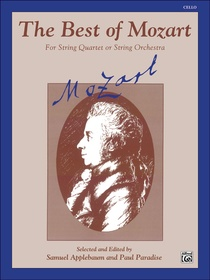 CELLO
The Best of Mozart
For String Quartet or String Orchestra
Mozart
Selected and Edited by
Samuel Applebaum and Paul Paradise